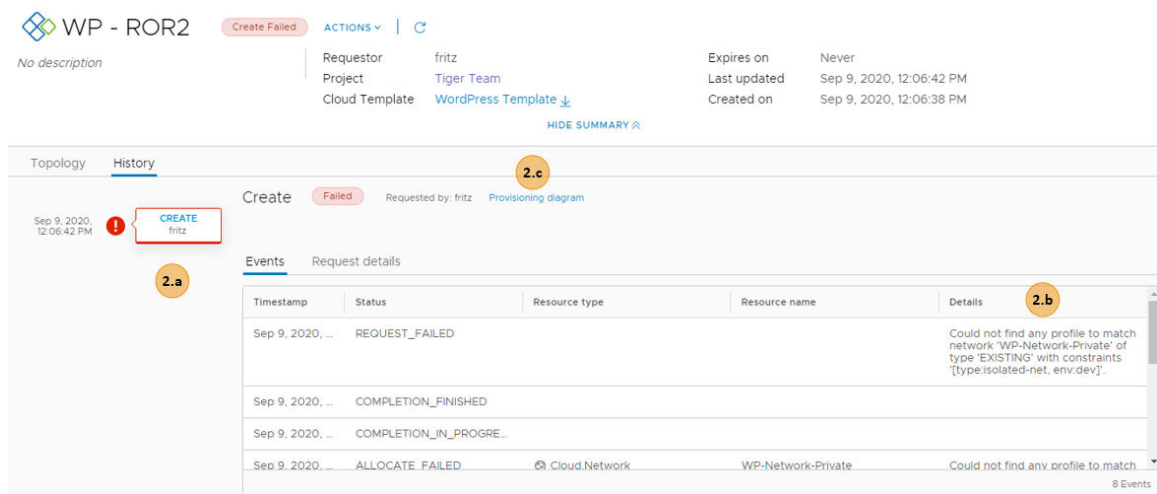 WP - ROR2 Create Failed ACTIONS
No description
Requestor fritz
Project Tiger Team
Cloud Template WordPress Template
Expires on Never
Last updated Sep 9, 2020, 12:06:42 PM
Created on Sep 9, 2020, 12:06:38 PM
HIDE SUMMARY
Topology History
2.c
Create Failed Requested by: fritz Provisioning diagram
Sep 9, 2020,
12:06:42 PM
CREATE
fritz
2.a
Events Request details
Timestamp Status Resource type Resource name Details
2.b
Sep 9, 2020, ... REQUEST_FAILED
Could not find any profile to match
network 'WP-Network-Private' of
type 'EXISTING' with constraints
'[type:isolated-net, env:dev]'.
Sep 9, 2020, ... COMPLETION_FINISHED
Sep 9, 2020, ... COMPLETION_IN_PROGRE...
Sep 9, 2020, ... ALLOCATE_FAILED Cloud.Network WP-Network-Private Could not find any profile to match
8 Events